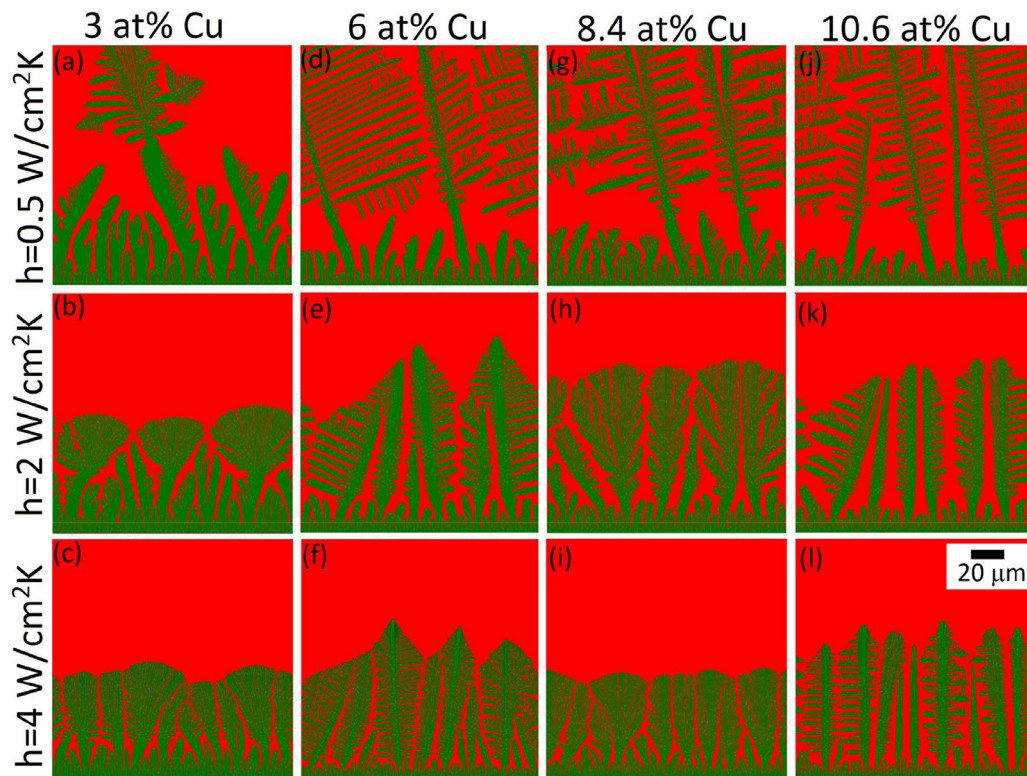 3 at% Cu 6 at% Cu 8.4 at% Cu 10.6 at% Cu
h=0.5 W/cm²K
(a) (d) (g) (j)
h=2 W/cm²K
(b) (e) (h) (k)
h=4 W/cm²K
(c) (f) (i) (l)
20 μm